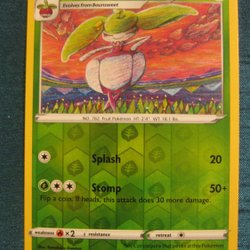 Evolves from Bounsweet
NO. 762 Fruit Pokémon HT: 2'4" WT: 18.1 lbs.
Splash 20
Stomp 50+
Flip a coin. If heads, this attack does 30 more damage.
weakness ×2 resistance retreat